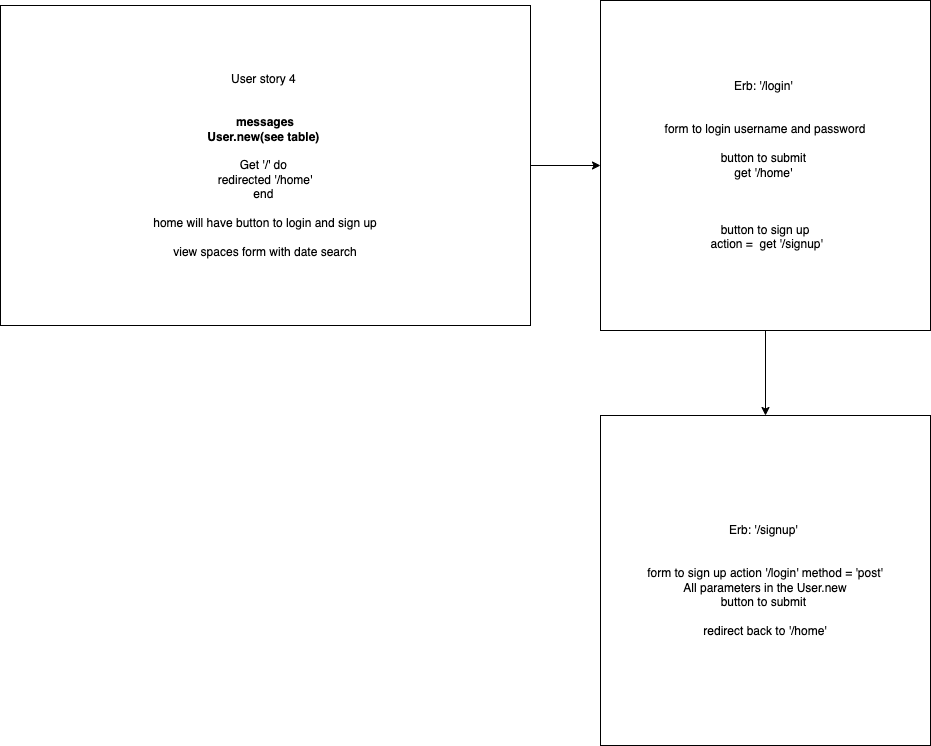 User story 4
messages
User.new(see table)
Get '/' do
redirected '/home'
end
home will have button to login and sign up
view spaces form with date search
Erb: '/login'
form to login username and password
button to submit
get '/home'
button to sign up
action =  get '/signup'
Erb: '/signup'
form to sign up action '/login' method = 'post'
All parameters in the User.new
button to submit
redirect back to '/home'